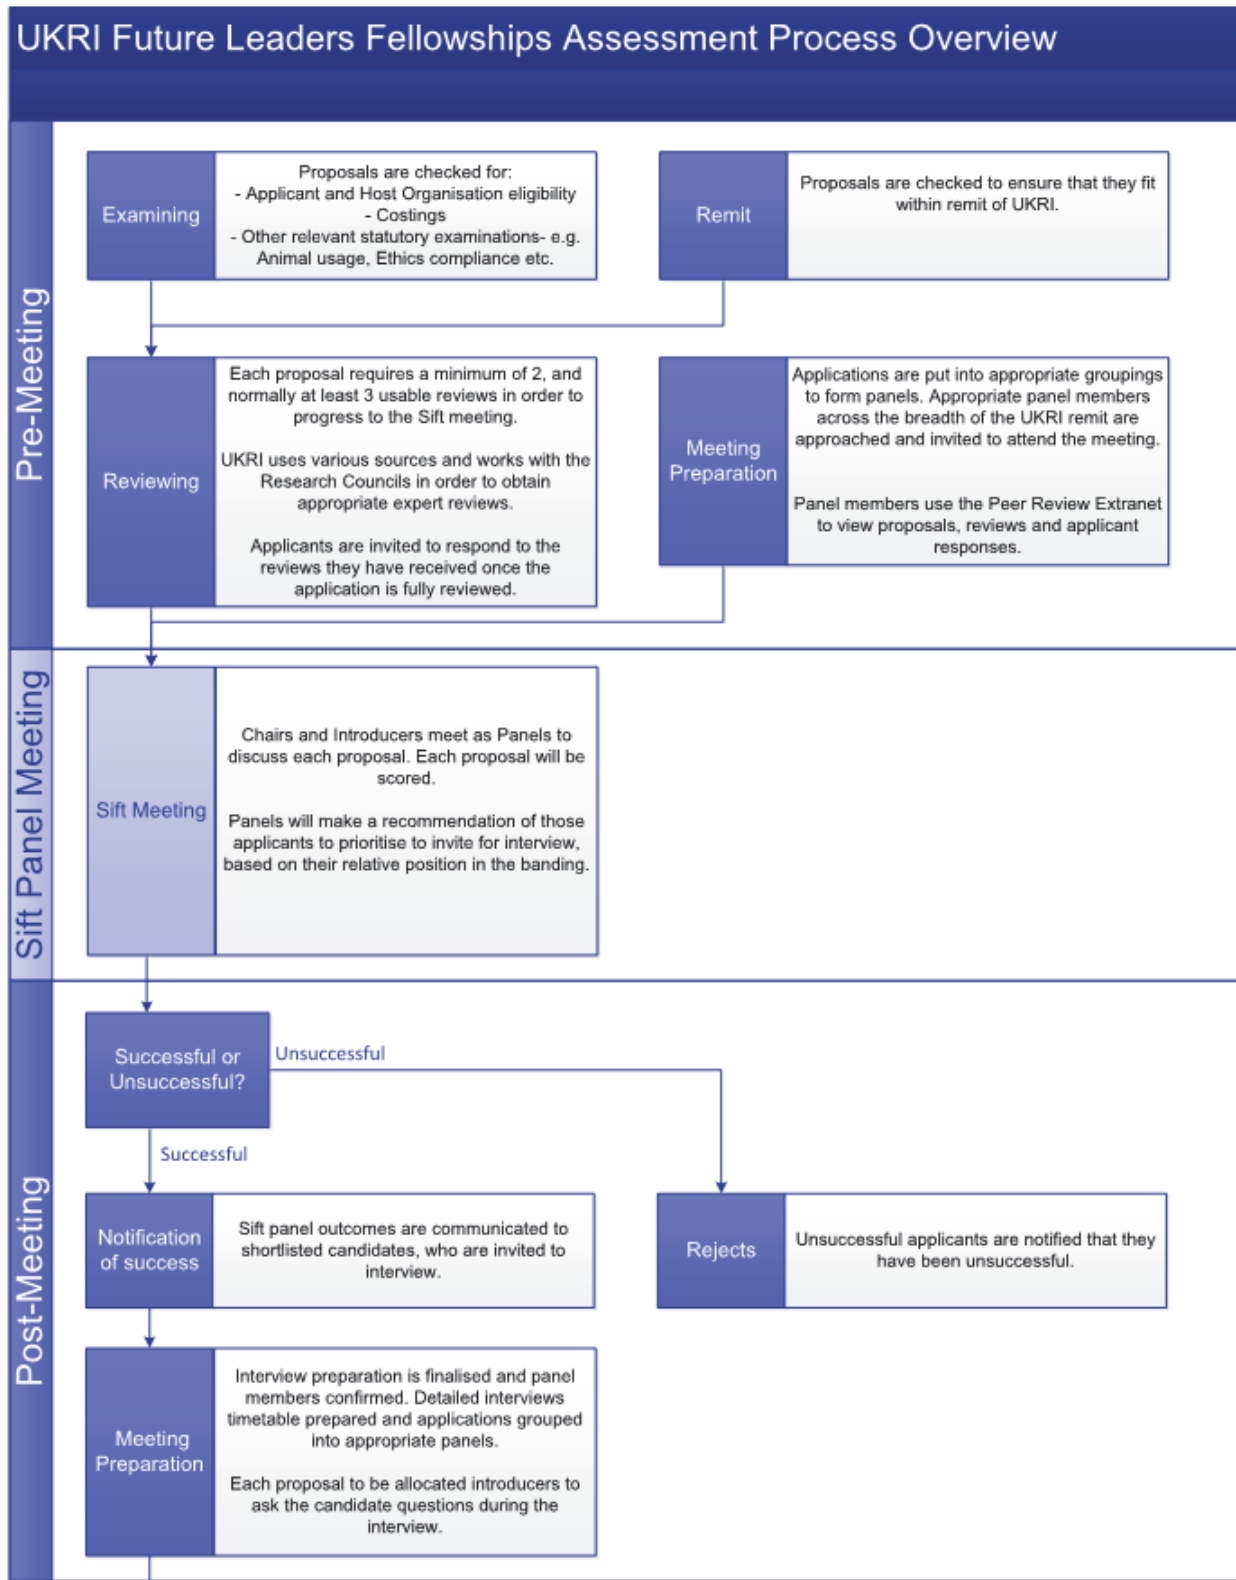 UKRI Future Leaders Fellowships Assessment Process Overview
Pre-Meeting
Examining
Proposals are checked for:
- Applicant and Host Organisation eligibility
- Costings
- Other relevant statutory examinations- e.g.
Animal usage, Ethics compliance etc.
Remit
Proposals are checked to ensure that they fit
within remit of UKRI.
Reviewing
Each proposal requires a minimum of 2, and
normally at least 3 usable reviews in order to
progress to the Sift meeting.
UKRI uses various sources and works with the
Research Councils in order to obtain
appropriate expert reviews.
Applicants are invited to respond to the
reviews they have received once the
application is fully reviewed.
Meeting
Preparation
Applications are put into appropriate groupings
to form panels. Appropriate panel members
across the breadth of the UKRI remit are
approached and invited to attend the meeting.
Panel members use the Peer Review Extranet
to view proposals, reviews and applicant
responses.
Sift Panel Meeting
Sift Meeting
Chairs and Introducers meet as Panels to
discuss each proposal. Each proposal will be
scored.
Panels will make a recommendation of those
applicants to prioritise to invite for interview,
based on their relative position in the banding.
Post-Meeting
Successful or
Unsuccessful?
Unsuccessful
Successful
Notification
of success
Sift panel outcomes are communicated to
shortlisted candidates, who are invited to
interview.
Rejects
Unsuccessful applicants are notified that they
have been unsuccessful.
Meeting
Preparation
Interview preparation is finalised and panel
members confirmed. Detailed interviews
timetable prepared and applications grouped
into appropriate panels.
Each proposal to be allocated introducers to
ask the candidate questions during the
interview.